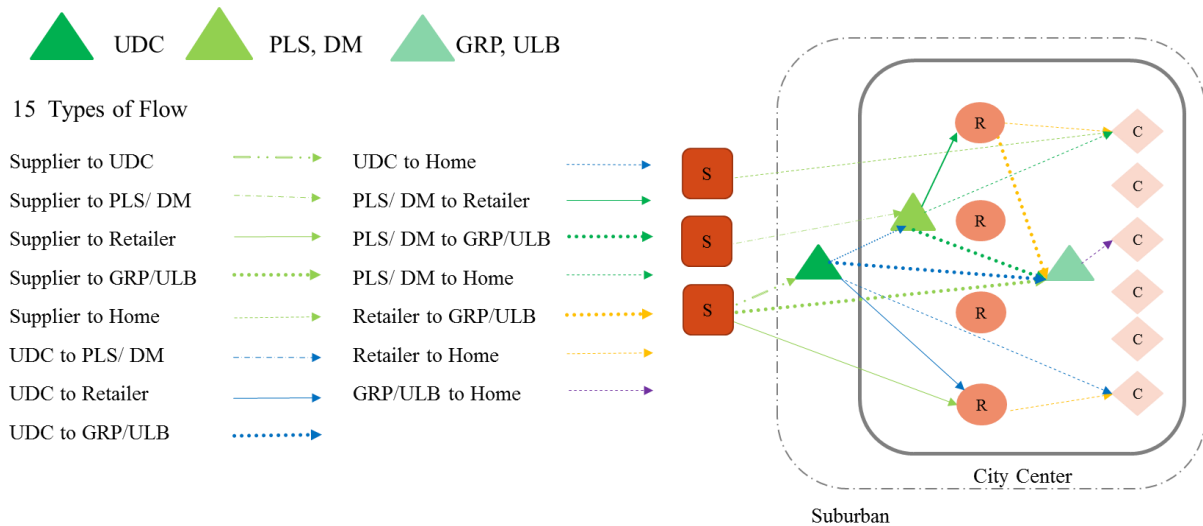 UDC
PLS, DM
GRP, ULB
15 Types of Flow
Supplier to UDC
Supplier to PLS/ DM
Supplier to Retailer
Supplier to GRP/ULB
Supplier to Home
UDC to PLS/ DM
UDC to Retailer
UDC to GRP/ULB
UDC to Home
PLS/ DM to Retailer
PLS/ DM to GRP/ULB
PLS/ DM to Home
Retailer to GRP/ULB
Retailer to Home
GRP/ULB to Home
S
S
S
R
R
R
R
C
C
C
C
C
C
City Center
Suburban